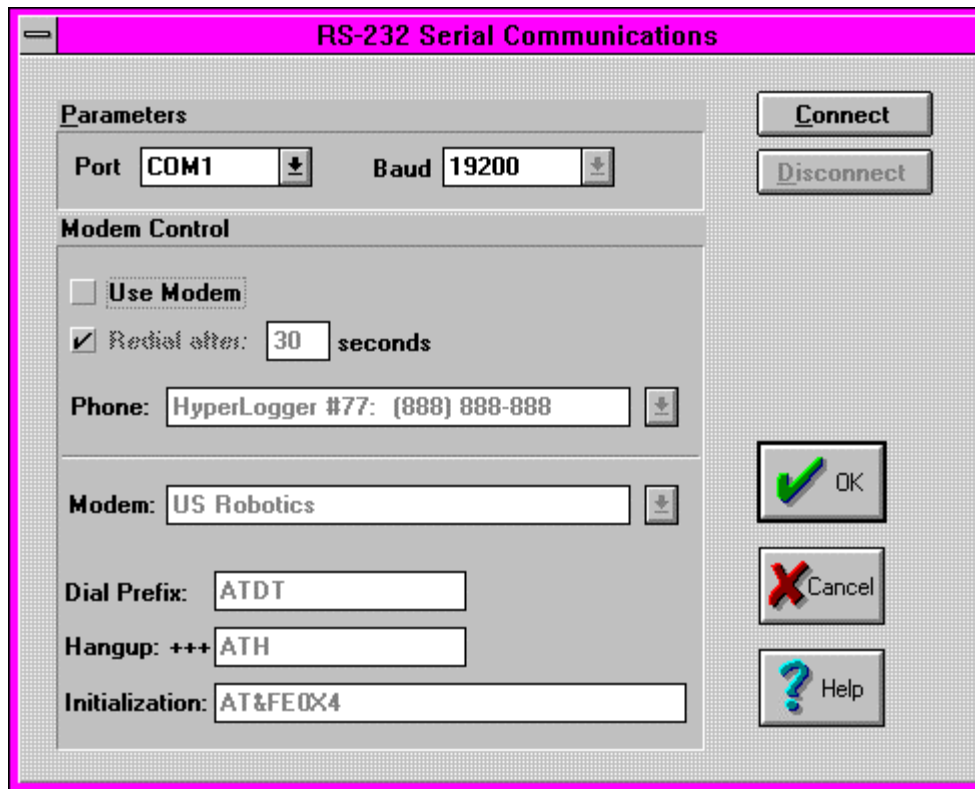 RS-232 Serial Communications
Parameters
Port COM1 Baud 19200
Connect
Disconnect
Modem Control
Use Modem
Redial after: 30 seconds
Phone: HyperLogger #77: (888) 888-888
Modem: US Robotics
Dial Prefix: ATDT
Hangup: +++ ATH
Initialization: AT&FE0X4
OK
Cancel
Help